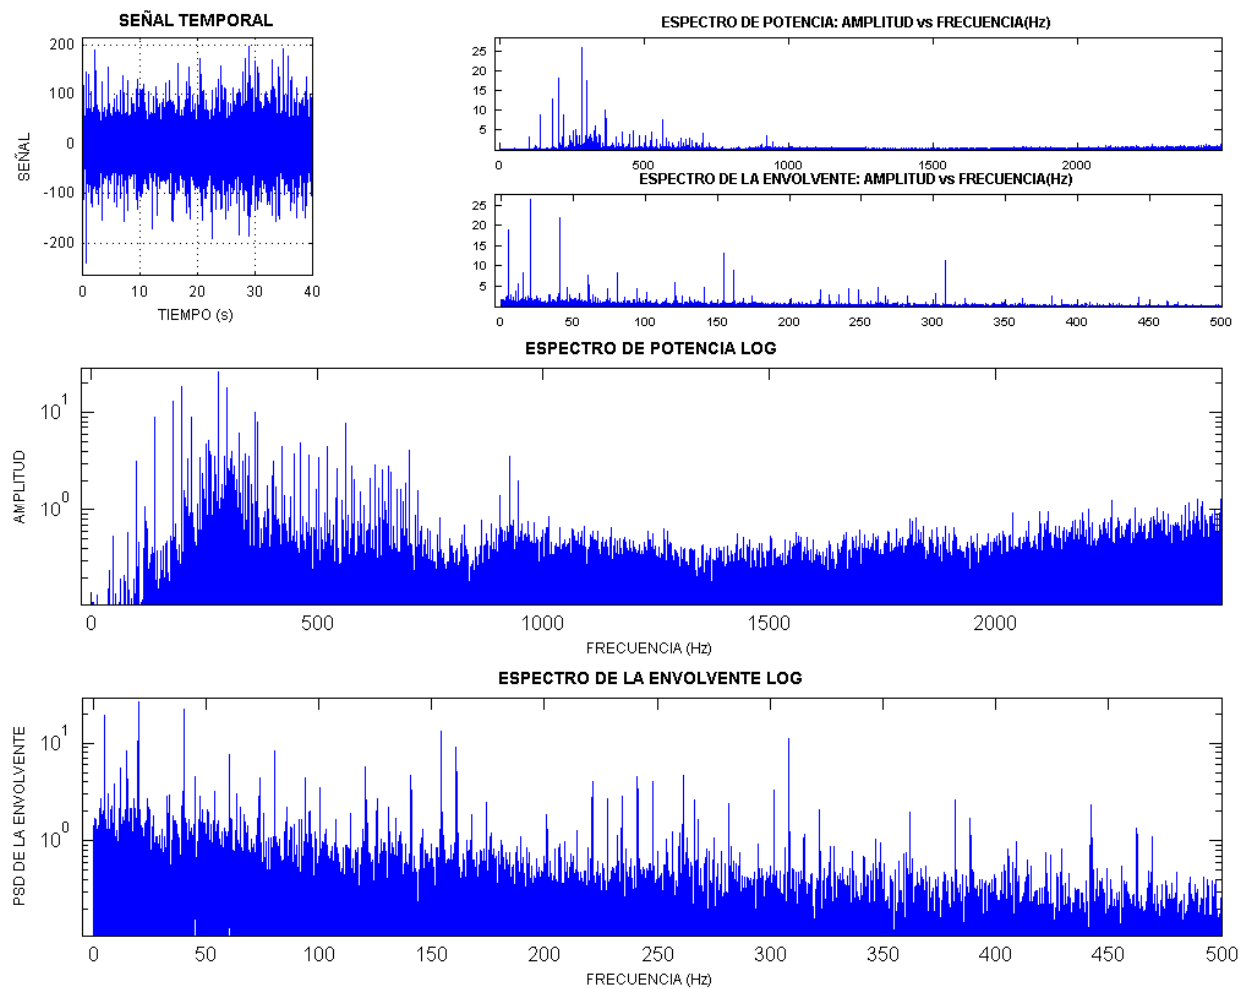 SEÑAL TEMPORAL
200
100
0
-100
-200
SEÑAL
0 10 20 30 40
TIEMPO (s)
ESPECTRO DE POTENCIA: AMPLITUD vs FRECUENCIA(Hz)
25
20
15
10
5
0 500 1000 1500 2000
ESPECTRO DE LA ENVOLVENTE: AMPLITUD vs FRECUENCIA(Hz)
25
20
15
10
5
0 50 100 150 200 250 300 350 400 450 500
ESPECTRO DE POTENCIA LOG
10^1
10^0
AMPLITUD
0 500 1000 1500 2000
FRECUENCIA (Hz)
ESPECTRO DE LA ENVOLVENTE LOG
10^1
10^0
PSD DE LA ENVOLVENTE
0 50 100 150 200 250 300 350 400 450 500
FRECUENCIA (Hz)